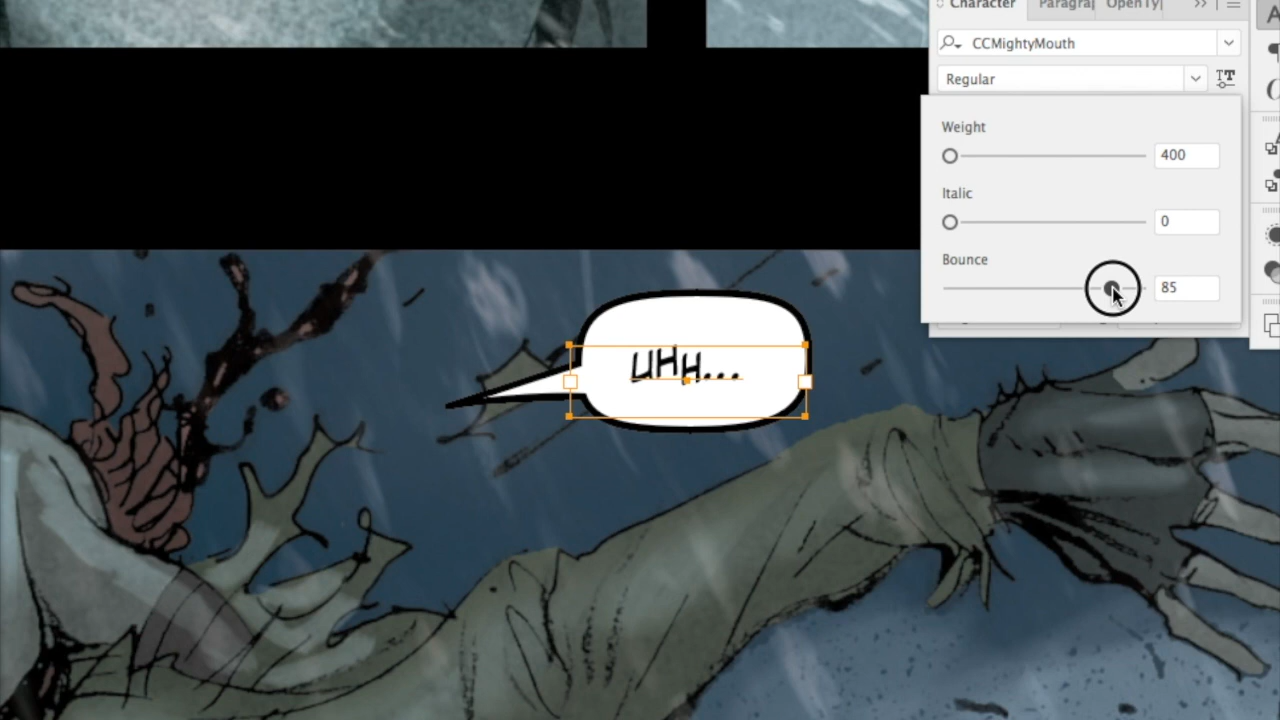 Character Paragra OpenTy
CCMightyMouth
Regular
Weight
400
Italic
0
Bounce
85
UHH...